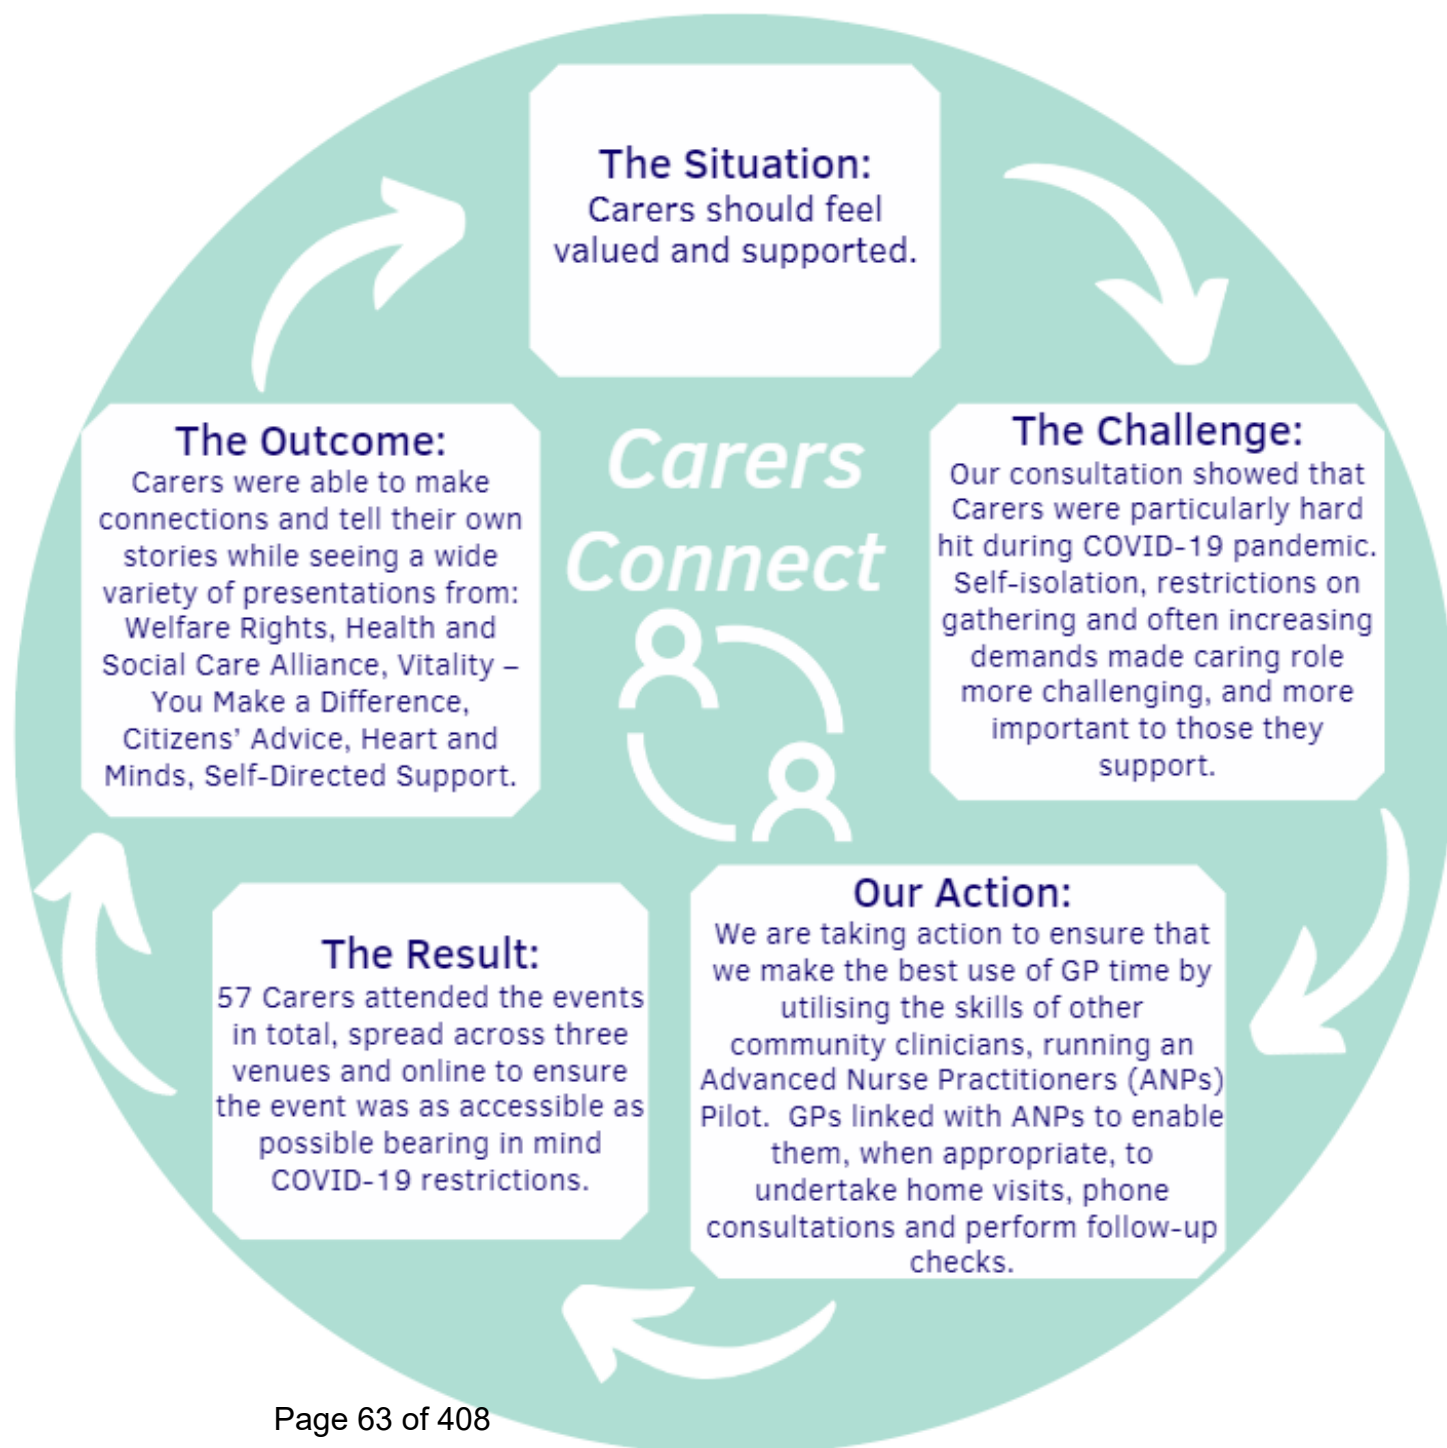 The Situation:
Carers should feel
valued and supported.
Carers
Connect
The Challenge:
Our consultation showed that
Carers were particularly hard
hit during COVID-19 pandemic.
Self-isolation, restrictions on
gathering and often increasing
demands made caring role
more challenging, and more
important to those they
support.
Our Action:
We are taking action to ensure that
we make the best use of GP time by
utilising the skills of other
community clinicians, running an
Advanced Nurse Practitioners (ANPs)
Pilot.  GPs linked with ANPs to enable
them, when appropriate, to
undertake home visits, phone
consultations and perform follow-up
checks.
The Result:
57 Carers attended the events
in total, spread across three
venues and online to ensure
the event was as accessible as
possible bearing in mind
COVID-19 restrictions.
The Outcome:
Carers were able to make
connections and tell their own
stories while seeing a wide
variety of presentations from:
Welfare Rights, Health and
Social Care Alliance, Vitality –
You Make a Difference,
Citizens’ Advice, Heart and
Minds, Self-Directed Support.
Page 63 of 408